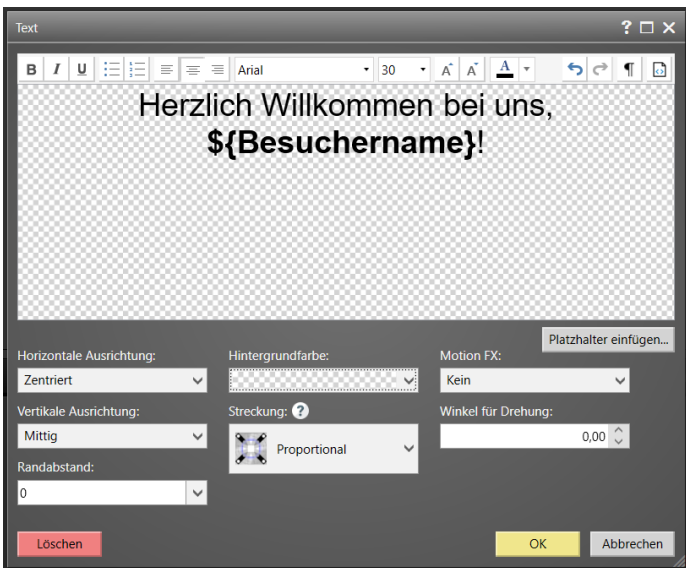 Text
B I U Arial 30 A A A
Herzlich Willkommen bei uns,
${Besuchername}!
Platzhalter einfügen...
Horizontale Ausrichtung: Hintergrundfarbe: Motion FX:
Zentriert Kein
Vertikale Ausrichtung: Streckung: ? Winkel für Drehung:
Mittig Proportional 0,00
Randabstand:
0
Löschen OK Abbrechen